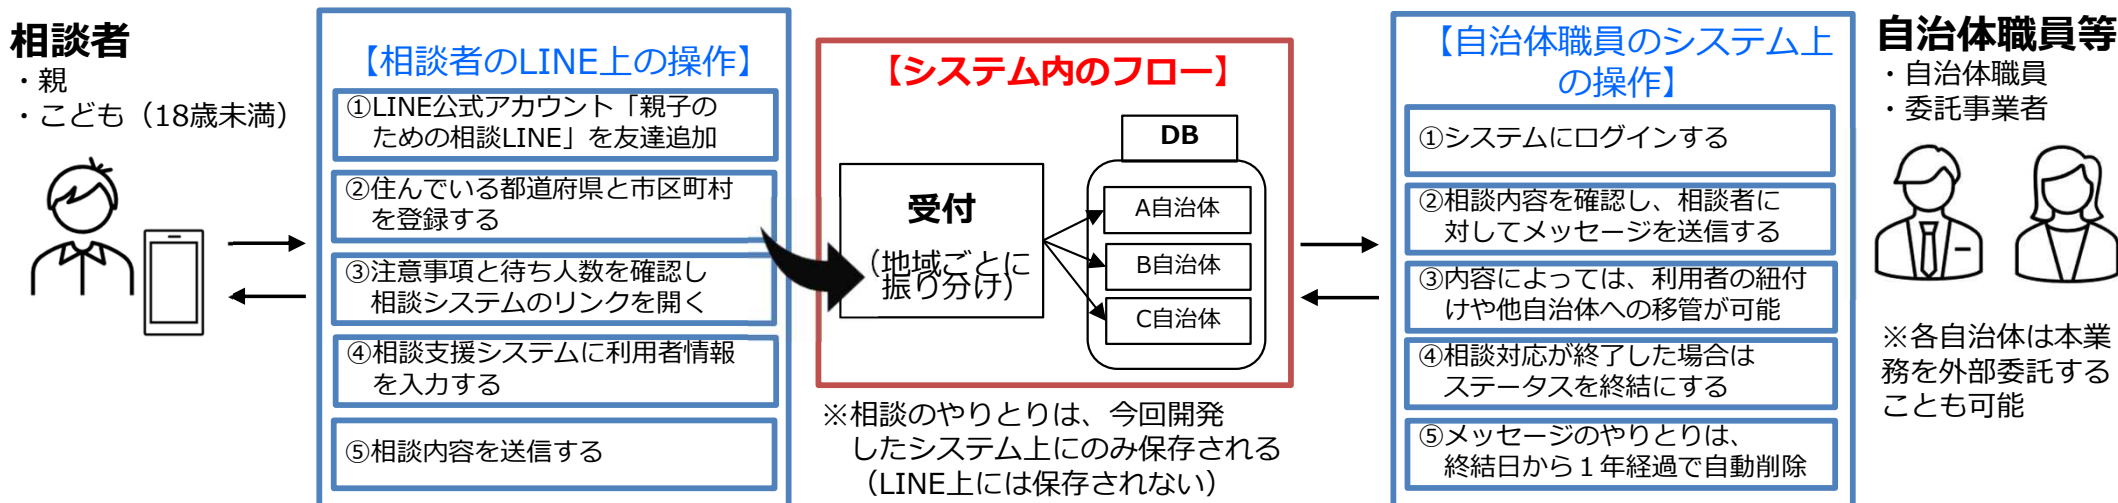 相談者
・親
・こども（18歳未満）
【相談者のLINE上の操作】
①LINE公式アカウント「親子の
ための相談LINE」を友達追加
②住んでいる都道府県と市区町村
を登録する
③注意事項と待ち人数を確認し
相談システムのリンクを開く
④相談支援システムに利用者情報
を入力する
⑤相談内容を送信する
【システム内のフロー】
受付
（地域ごとに
振り分け）
DB
A自治体
B自治体
C自治体
※相談のやりとりは、今回開発
したシステム上にのみ保存される
（LINE上には保存されない）
【自治体職員のシステム上
の操作】
①システムにログインする
②相談内容を確認し、相談者に
対してメッセージを送信する
③内容によっては、利用者の紐付
けや他自治体への移管が可能
④相談対応が終了した場合は
ステータスを終結にする
⑤メッセージのやりとりは、
終結日から１年経過で自動削除
自治体職員等
・自治体職員
・委託事業者
※各自治体は本業
務を外部委託する
ことも可能